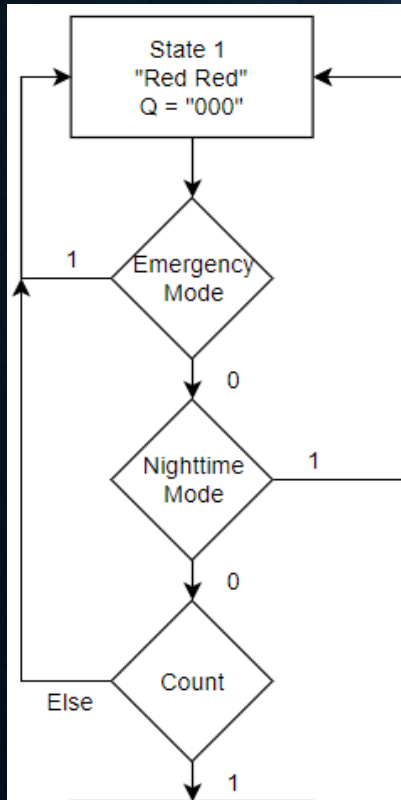 State 1
"Red Red"
Q = "000"
1
Emergency
Mode
0
Nighttime
Mode
1
0
Count
Else
1